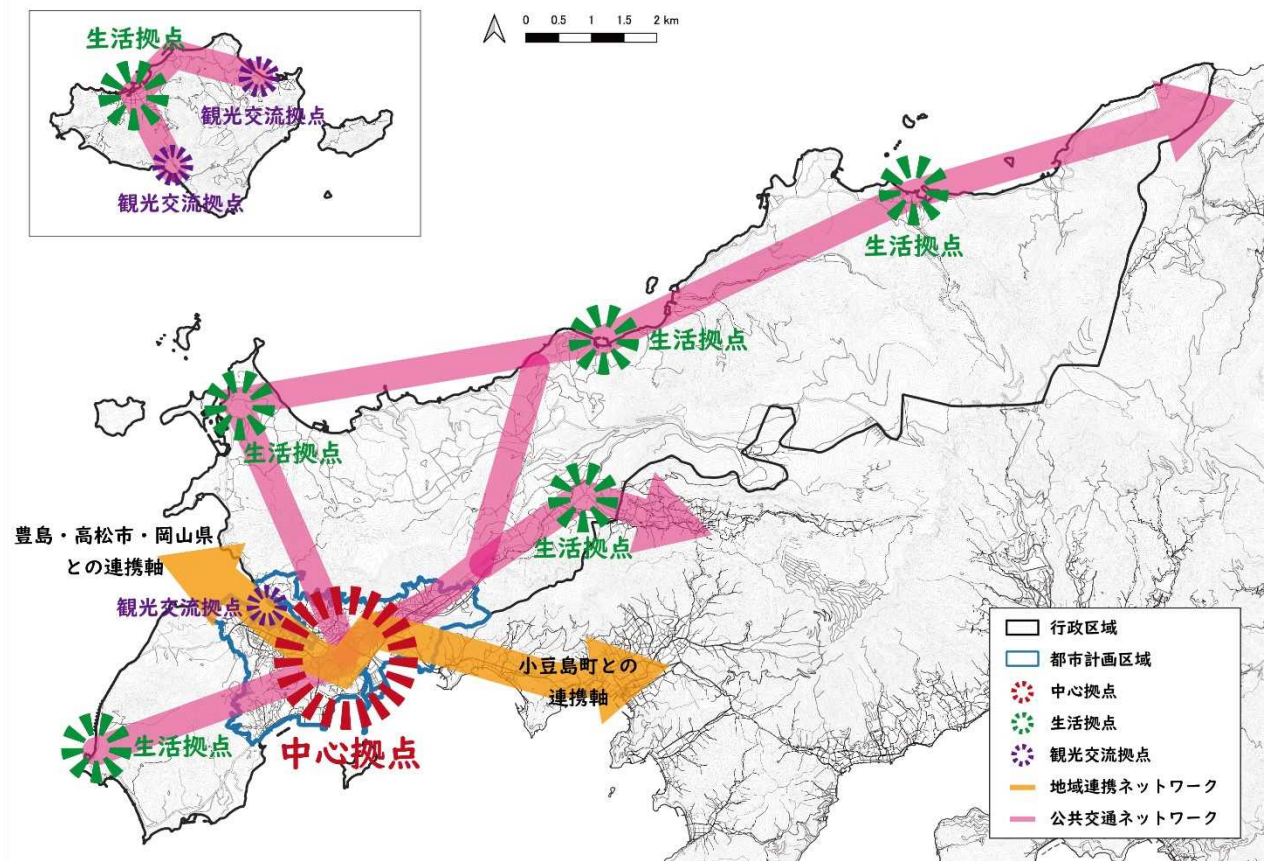 生活拠点
観光交流拠点
観光交流拠点
0 0.5 1 1.5 2 km
生活拠点
生活拠点
生活拠点
生活拠点
豊島・高松市・岡山県
との連携軸
観光交流拠点
小豆島町との
連携軸
生活拠点
中心拠点
行政区域
都市計画区域
中心拠点
生活拠点
観光交流拠点
地域連携ネットワーク
公共交通ネットワーク